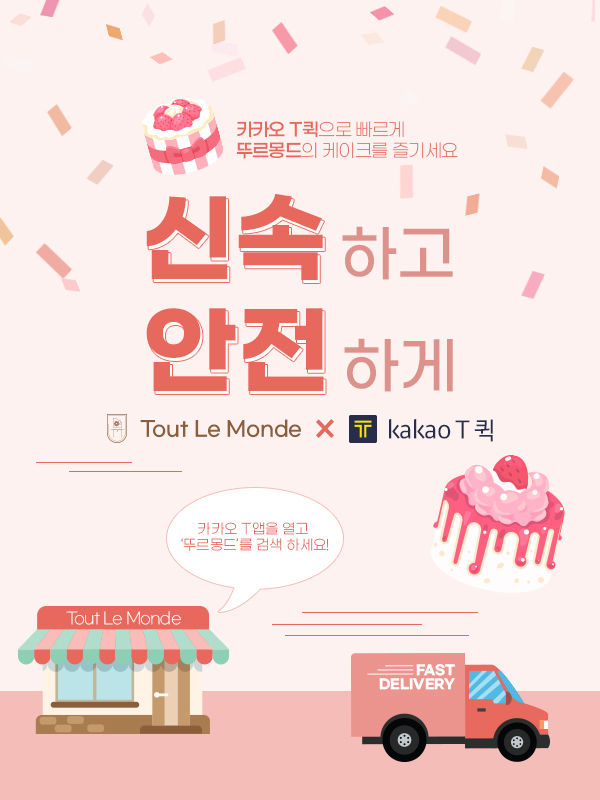 카카오 T퀵으로 빠르게
뚜르몽드의 케이크를 즐기세요
신속하고
안전하게
Tout Le Monde × kakao T 퀵
카카오 T앱을 열고
'뚜르몽드'를 검색 하세요!
Tout Le Monde
FAST
DELIVERY